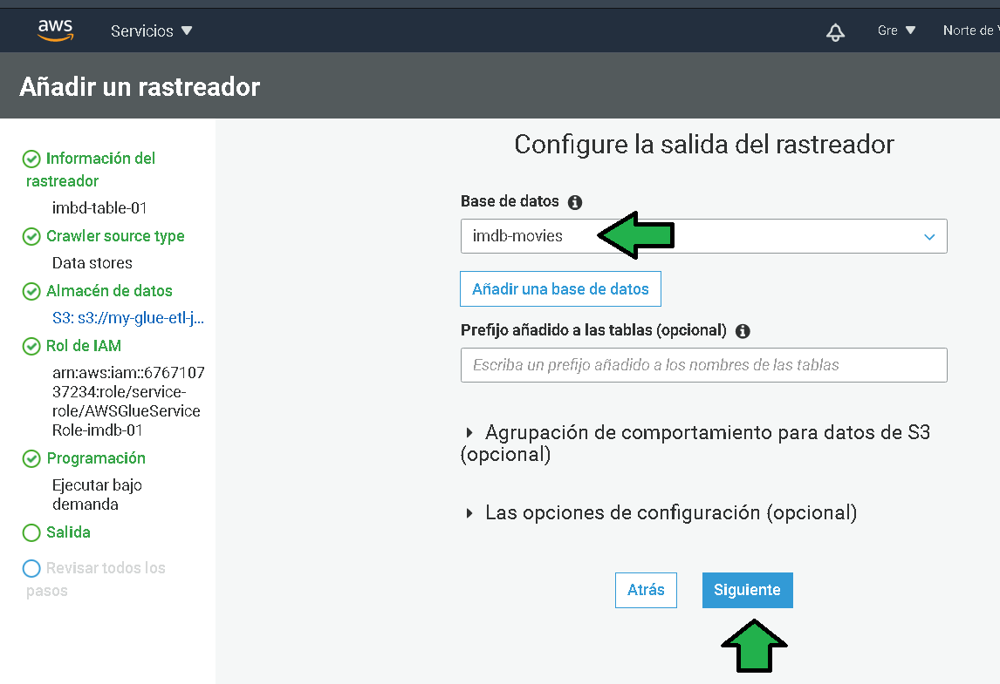 aws
Servicios
Gre
Norte de
Añadir un rastreador
Información del
rastreador
imbd-table-01
Crawler source type
Data stores
Almacén de datos
S3: s3://my-glue-etl-j...
Rol de IAM
arn:aws:iam::6767107
37234:role/service-
role/AWSGlueService
Role-imdb-01
Programación
Ejecutar bajo
demanda
Salida
Revisar todos los
pasos
Configure la salida del rastreador
Base de datos
imdb-movies
Añadir una base de datos
Prefijo añadido a las tablas (opcional)
Escriba un prefijo añadido a los nombres de las tablas
Agrupación de comportamiento para datos de S3
(opcional)
Las opciones de configuración (opcional)
Atrás
Siguiente